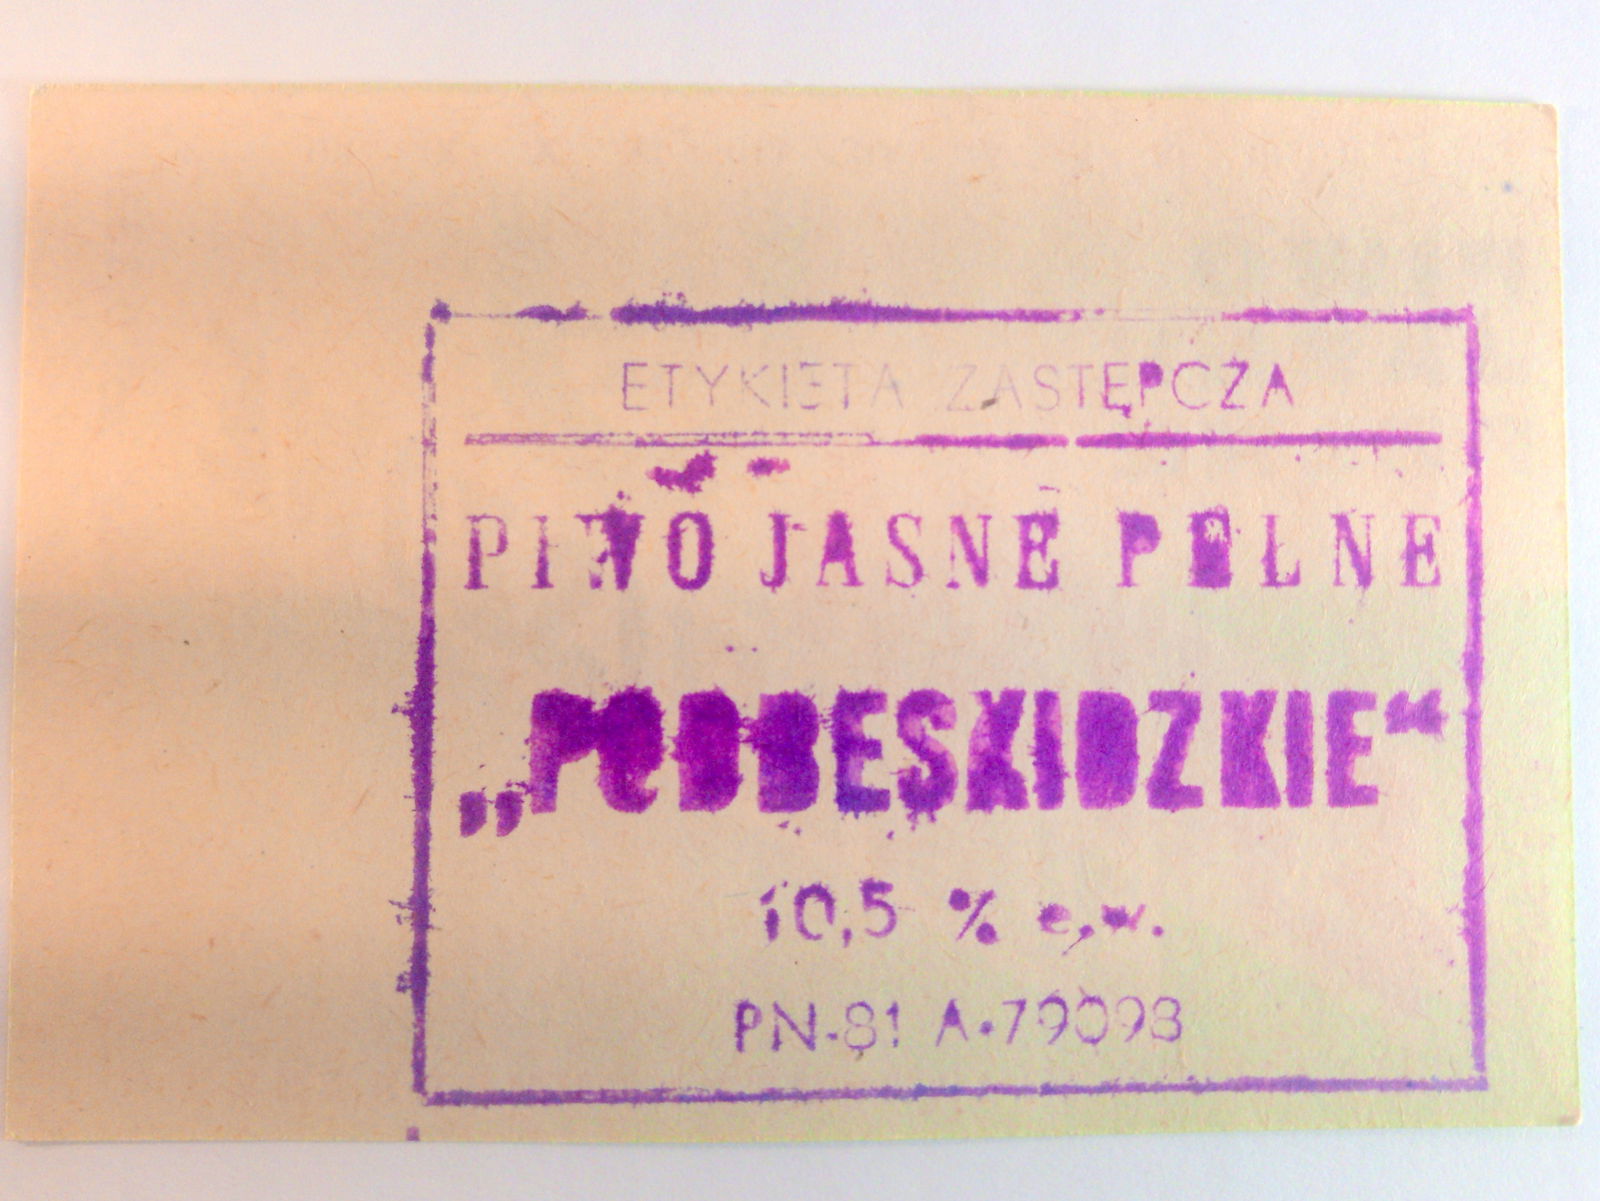 ETYKIETA ZASTĘPCZA
PIWO JASNE PEŁNE
„PODBESKIDZKIE“
10,5 % e.w.
PN-81 A-79098